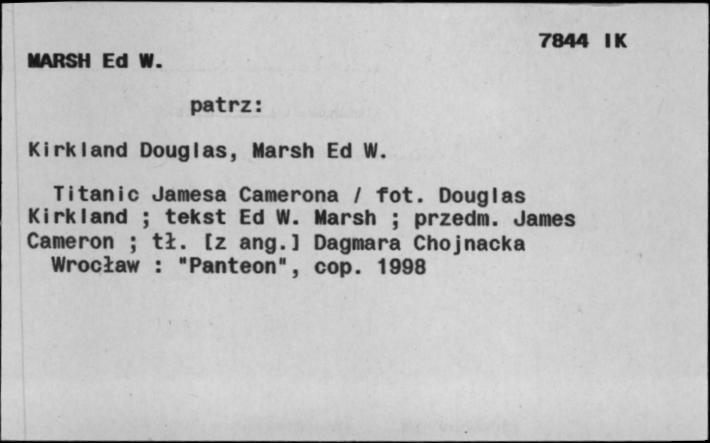 7844 IK
MARSH Ed W.
patrz:
Kirkland Douglas, Marsh Ed W.
Titanic Jamesa Camerona / fot. Douglas
Kirkland ; tekst Ed W. Marsh ; przedm. James
Cameron ; tł. [z ang.] Dagmara Chojnacka
Wrocław : "Panteon", cop. 1998